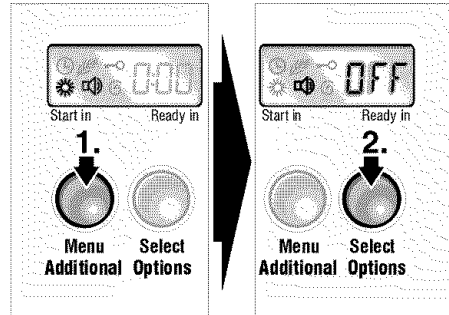 0:00
Start in Ready in
1.
Menu Select
Additional Options
OFF
Start in Ready in
2.
Menu Select
Additional Options